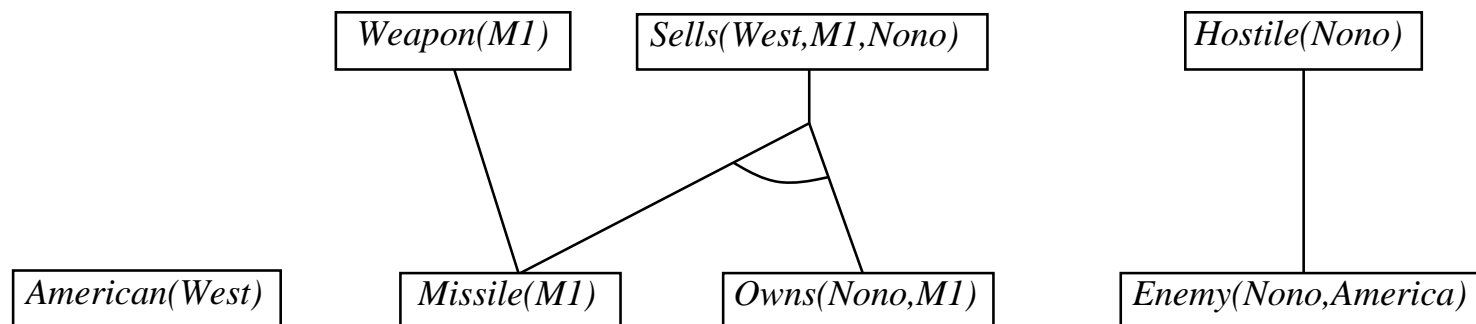 Weapon(M1)
Sells(West,M1,Nono)
Hostile(Nono)
American(West)
Missile(M1)
Owns(Nono,M1)
Enemy(Nono,America)